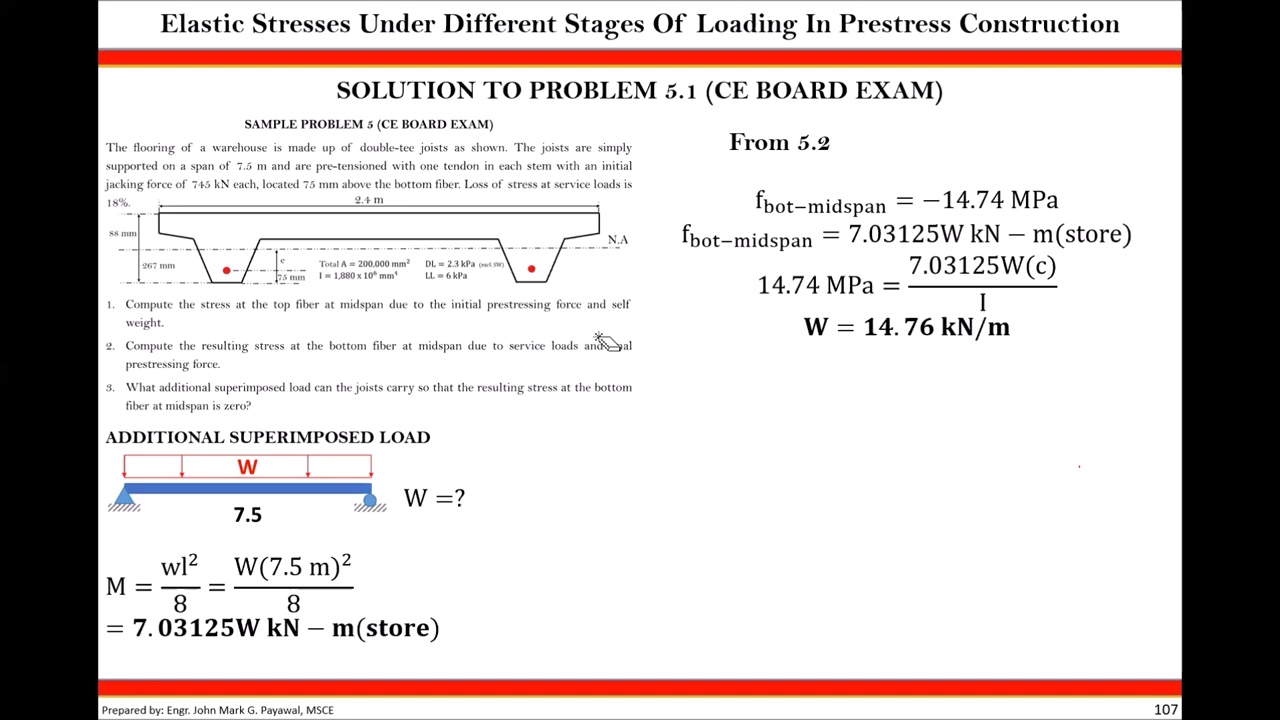 Elastic Stresses Under Different Stages Of Loading In Prestress Construction
SOLUTION TO PROBLEM 5.1 (CE BOARD EXAM)
SAMPLE PROBLEM 5 (CE BOARD EXAM)
The flooring of a warehouse is made up of double-tee joists as shown. The joists are simply
supported on a span of 7.5 m and are pre-tensioned with one tendon in each stem with an initial
jacking force of 745 kN each, located 75 mm above the bottom fiber. Loss of stress at service loads is
18%.
2.4 m
88 mm
N.A
267 mm
e
75 mm
Total A = 200,000 mm²
I = 1,880 x 10⁶ mm⁴
DL = 2.3 kPa (excl. SW)
LL = 6 kPa
1. Compute the stress at the top fiber at midspan due to the initial prestressing force and self
weight.
2. Compute the resulting stress at the bottom fiber at midspan due to service loads and
prestressing force.
3. What additional superimposed load can the joists carry so that the resulting stress at the bottom
fiber at midspan is zero?
ADDITIONAL SUPERIMPOSED LOAD
W
7.5
W =?
M = wl²/8 = W(7.5 m)²/8
= 7.03125W kN − m(store)
From 5.2
f_bot−midspan = −14.74 MPa
f_bot−midspan = 7.03125W kN − m(store)
14.74 MPa = 7.03125W(c)/I
W = 14.76 kN/m
Prepared by: Engr. John Mark G. Payawal, MSCE
107